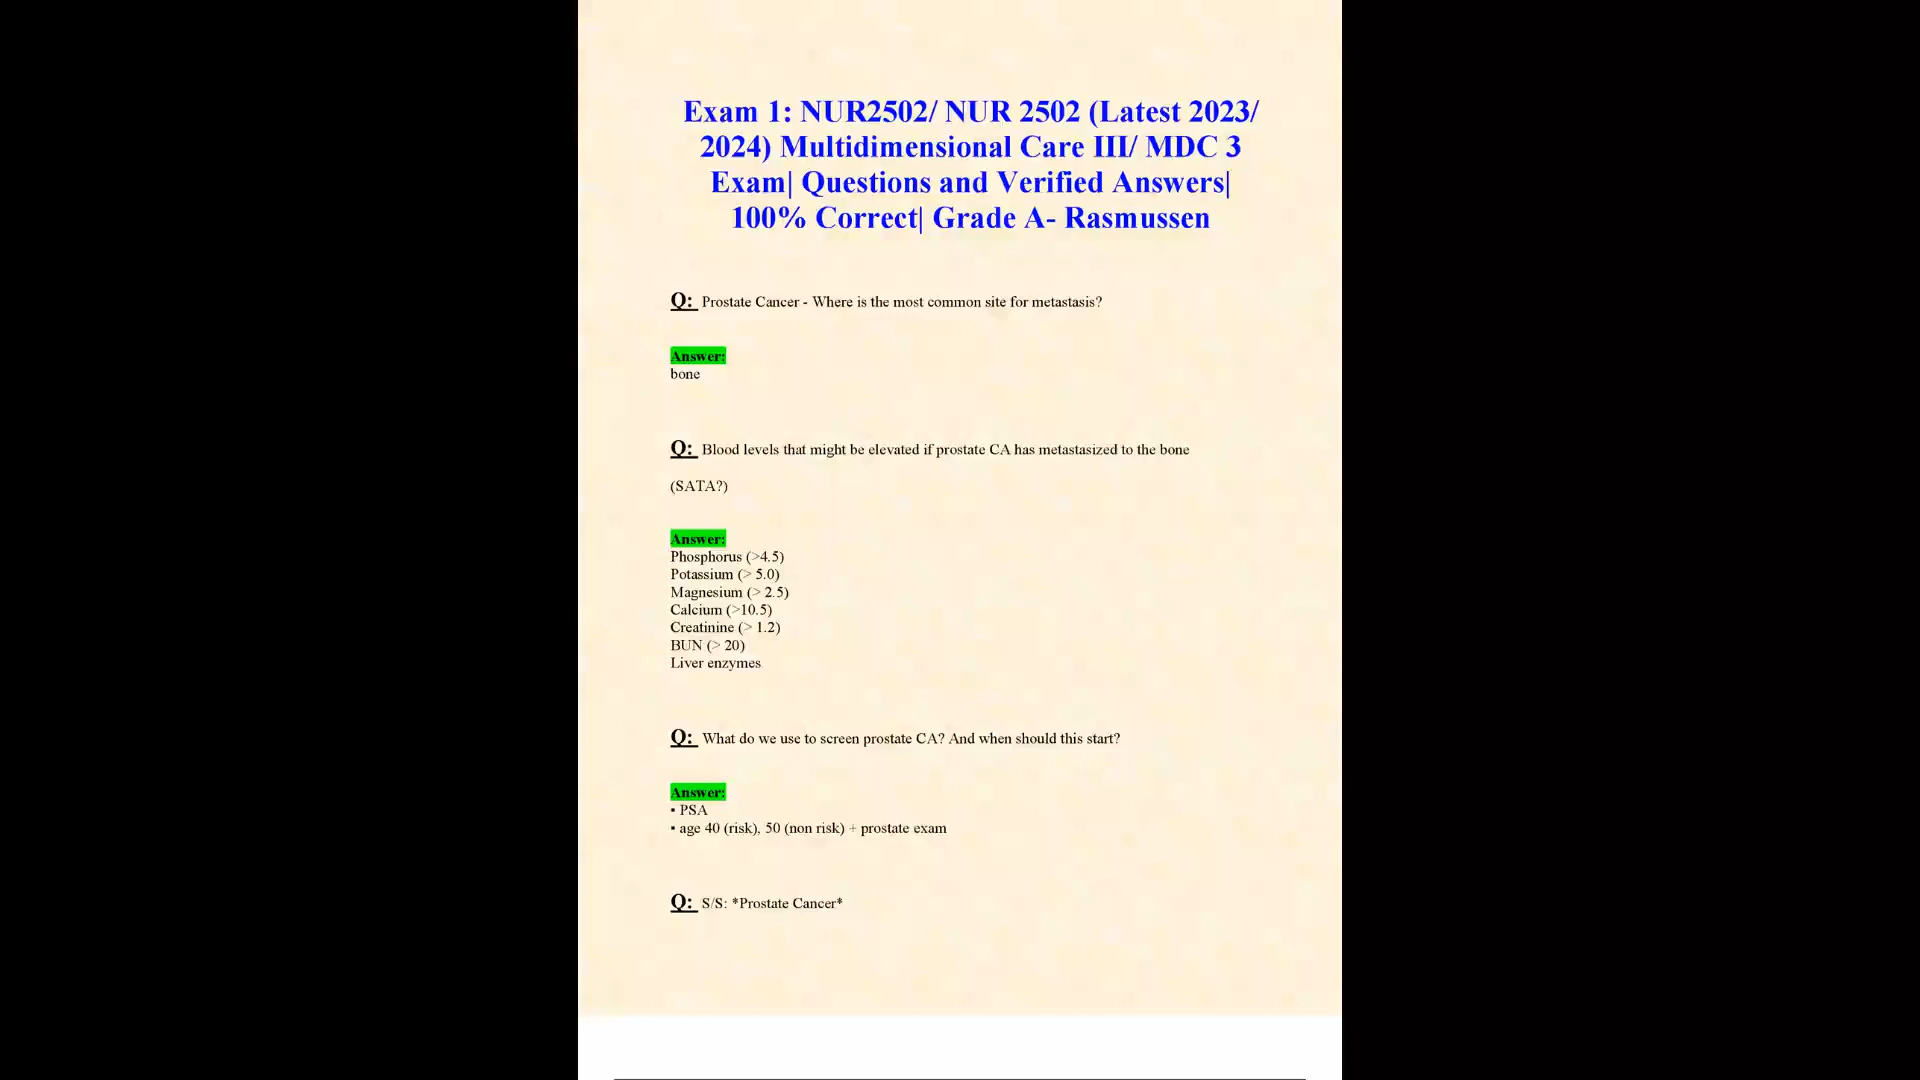 Exam 1: NUR2502/ NUR 2502 (Latest 2023/
2024) Multidimensional Care III/ MDC 3
Exam| Questions and Verified Answers|
100% Correct| Grade A- Rasmussen
Q: Prostate Cancer - Where is the most common site for metastasis?
Answer:
bone
Q: Blood levels that might be elevated if prostate CA has metastasized to the bone
(SATA?)
Answer:
Phosphorus (>4.5)
Potassium (> 5.0)
Magnesium (> 2.5)
Calcium (>10.5)
Creatinine (> 1.2)
BUN (> 20)
Liver enzymes
Q: What do we use to screen prostate CA? And when should this start?
Answer:
▪ PSA
▪ age 40 (risk), 50 (non risk) + prostate exam
Q: S/S: *Prostate Cancer*